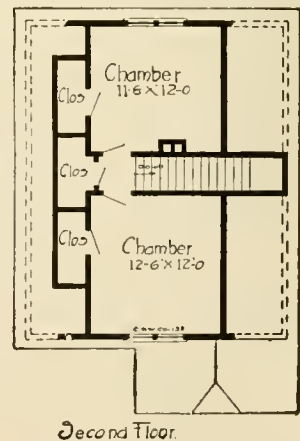 Chamber
11-6 X 12-0
Clos
Clos
Clos
Chamber
12-6 X 12-0
Second Floor.